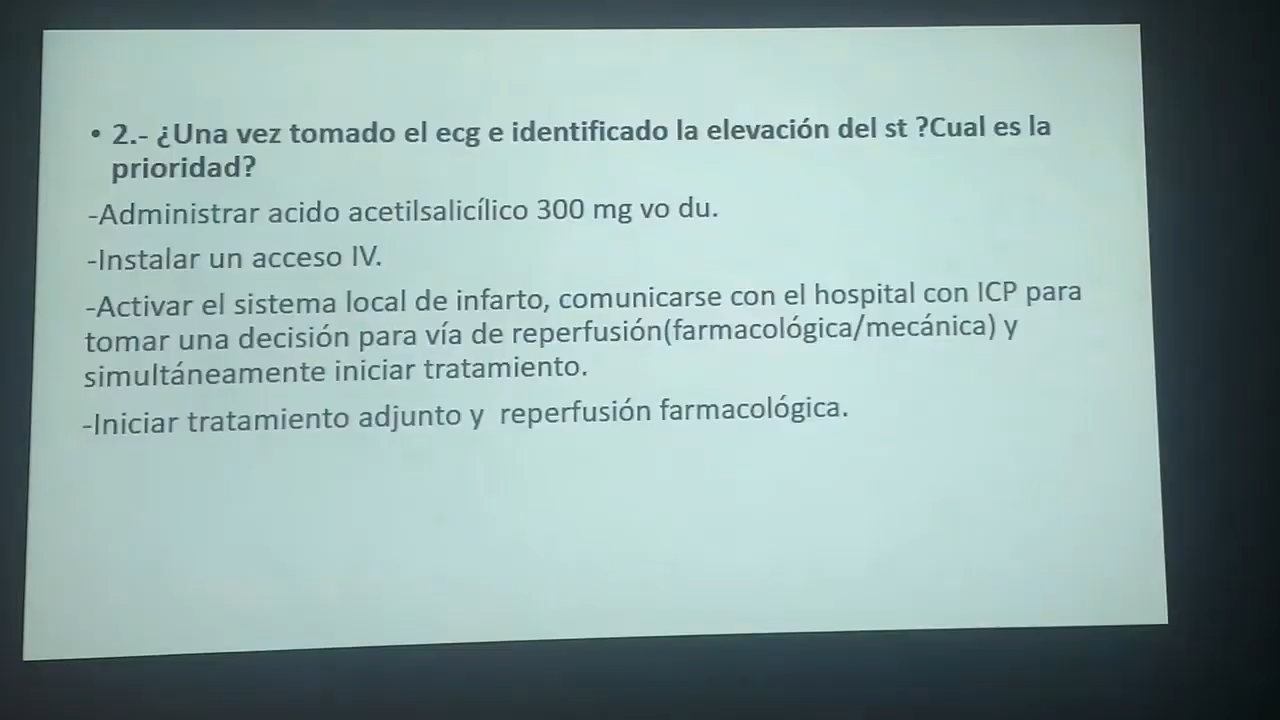 • 2.- ¿Una vez tomado el ecg e identificado la elevación del st ?Cual es la
prioridad?
-Administrar acido acetilsalicílico 300 mg vo du.
-Instalar un acceso IV.
-Activar el sistema local de infarto, comunicarse con el hospital con ICP para
tomar una decisión para vía de reperfusión(farmacológica/mecánica) y
simultáneamente iniciar tratamiento.
-Iniciar tratamiento adjunto y  reperfusión farmacológica.